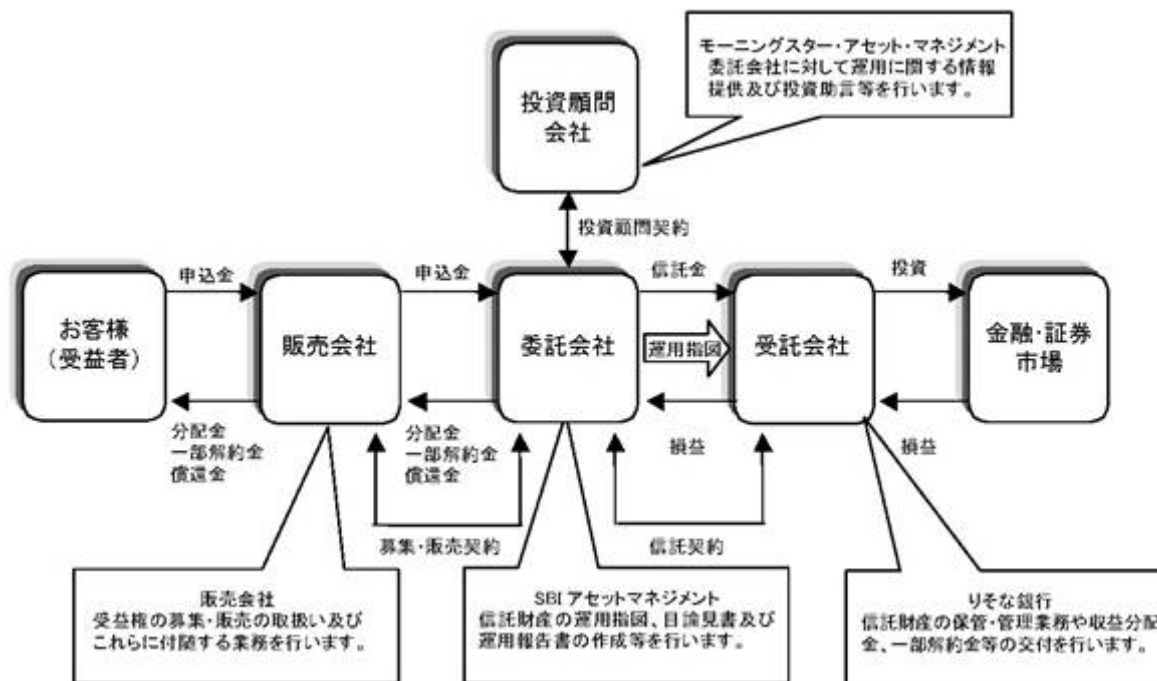 モーニングスター・アセット・マネジメント
委託会社に対して運用に関する情報
提供及び投資助言等を行います。
投資顧問
会社
投資顧問契約
申込金
申込金
信託金
投資
お客様
(受益者)
販売会社
委託会社
運用指図
受託会社
金融・証券
市場
分配金
一部解約金
償還金
分配金
一部解約金
償還金
損益
損益
募集・販売契約
信託契約
販売会社
受益権の募集・販売の取扱い及び
これらに付随する業務を行います。
SBI アセットマネジメント
信託財産の運用指図、目論見書及び
運用報告書の作成等を行います。
りそな銀行
信託財産の保管・管理業務や収益分配
金、一部解約金等の交付を行います。